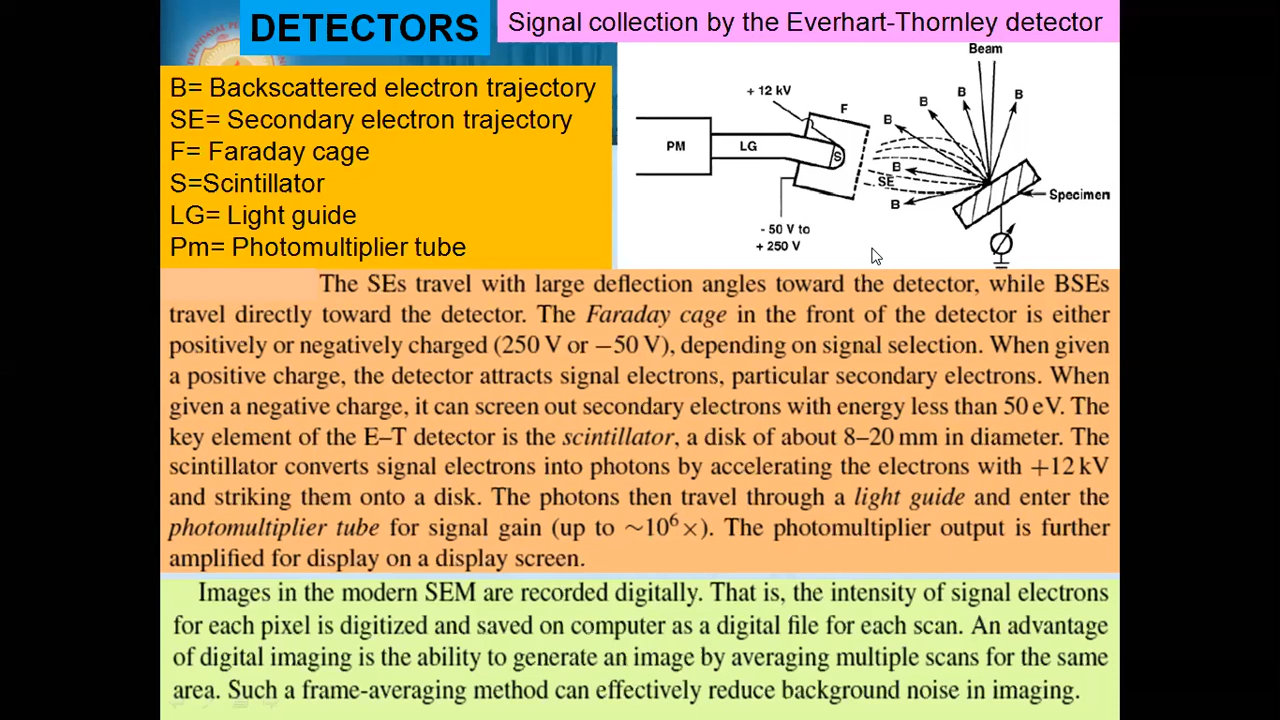 DETECTORS
Signal collection by the Everhart-Thornley detector
B= Backscattered electron trajectory
SE= Secondary electron trajectory
F= Faraday cage
S=Scintillator
LG= Light guide
Pm= Photomultiplier tube
Beam
+ 12 kV
F
B
B
B
B
PM
LG
S
B
SE
B
Specimen
- 50 V to
+ 250 V
The SEs travel with large deflection angles toward the detector, while BSEs
travel directly toward the detector. The Faraday cage in the front of the detector is either
positively or negatively charged (250 V or −50 V), depending on signal selection. When given
a positive charge, the detector attracts signal electrons, particular secondary electrons. When
given a negative charge, it can screen out secondary electrons with energy less than 50 eV. The
key element of the E–T detector is the scintillator, a disk of about 8–20 mm in diameter. The
scintillator converts signal electrons into photons by accelerating the electrons with +12 kV
and striking them onto a disk. The photons then travel through a light guide and enter the
photomultiplier tube for signal gain (up to ~10⁶×). The photomultiplier output is further
amplified for display on a display screen.
Images in the modern SEM are recorded digitally. That is, the intensity of signal electrons
for each pixel is digitized and saved on computer as a digital file for each scan. An advantage
of digital imaging is the ability to generate an image by averaging multiple scans for the same
area. Such a frame-averaging method can effectively reduce background noise in imaging.